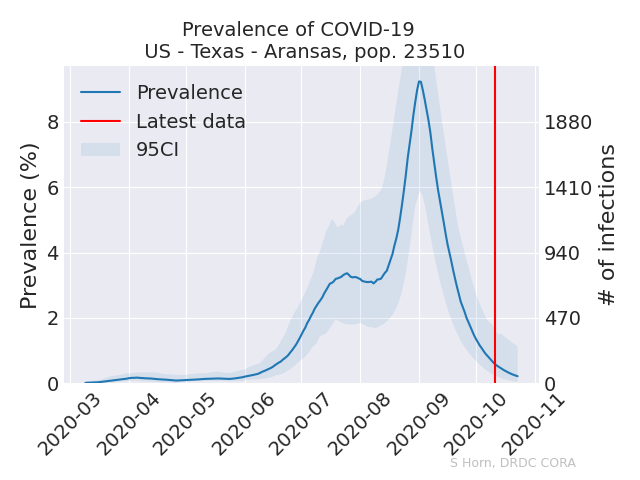 Prevalence of COVID-19
US - Texas - Aransas, pop. 23510
Prevalence
Latest data
95CI
Prevalence (%)
8
6
4
2
0
1880
1410
940
470
0
# of infections
2020-03
2020-04
2020-05
2020-06
2020-07
2020-08
2020-09
2020-10
2020-11
S Horn, DRDC CORA